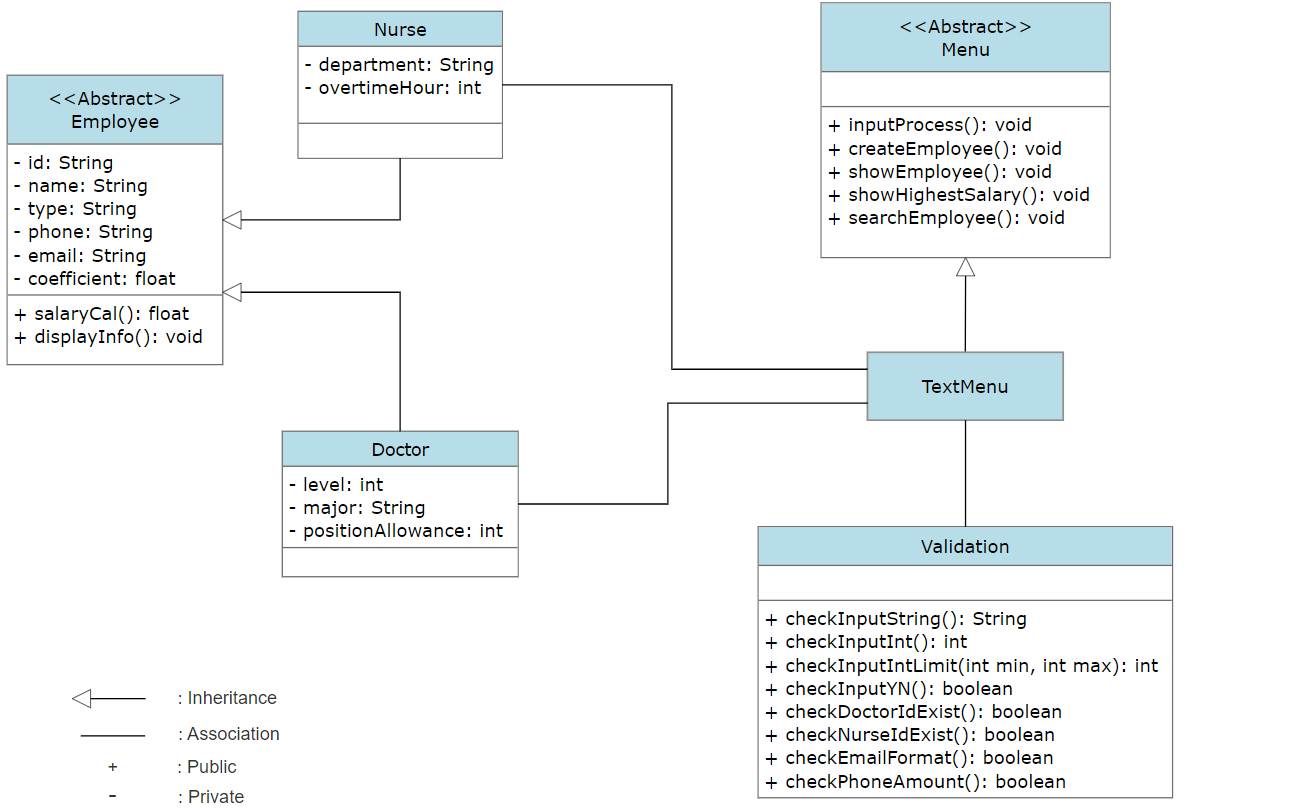 Nurse
- department: String
- overtimeHour: int
<<Abstract>>
Menu
+ inputProcess(): void
+ createEmployee(): void
+ showEmployee(): void
+ showHighestSalary(): void
+ searchEmployee(): void
<<Abstract>>
Employee
- id: String
- name: String
- type: String
- phone: String
- email: String
- coefficient: float
+ salaryCal(): float
+ displayInfo(): void
TextMenu
Doctor
- level: int
- major: String
- positionAllowance: int
Validation
+ checkInputString(): String
+ checkInputInt(): int
+ checkInputIntLimit(int min, int max): int
+ checkInputYN(): boolean
+ checkDoctorIdExist(): boolean
+ checkNurseIdExist(): boolean
+ checkEmailFormat(): boolean
+ checkPhoneAmount(): boolean
: Inheritance
: Association
+ : Public
- : Private